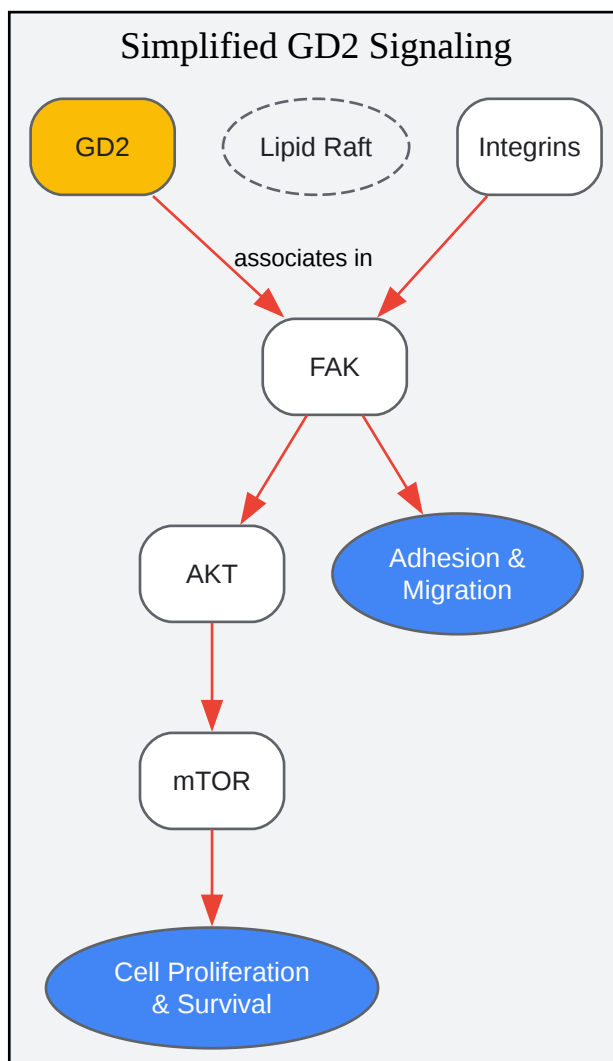 Simplified GD2 Signaling
GD2
Lipid Raft
Integrins
associates in
FAK
AKT
Adhesion &
Migration
mTOR
Cell Proliferation
& Survival